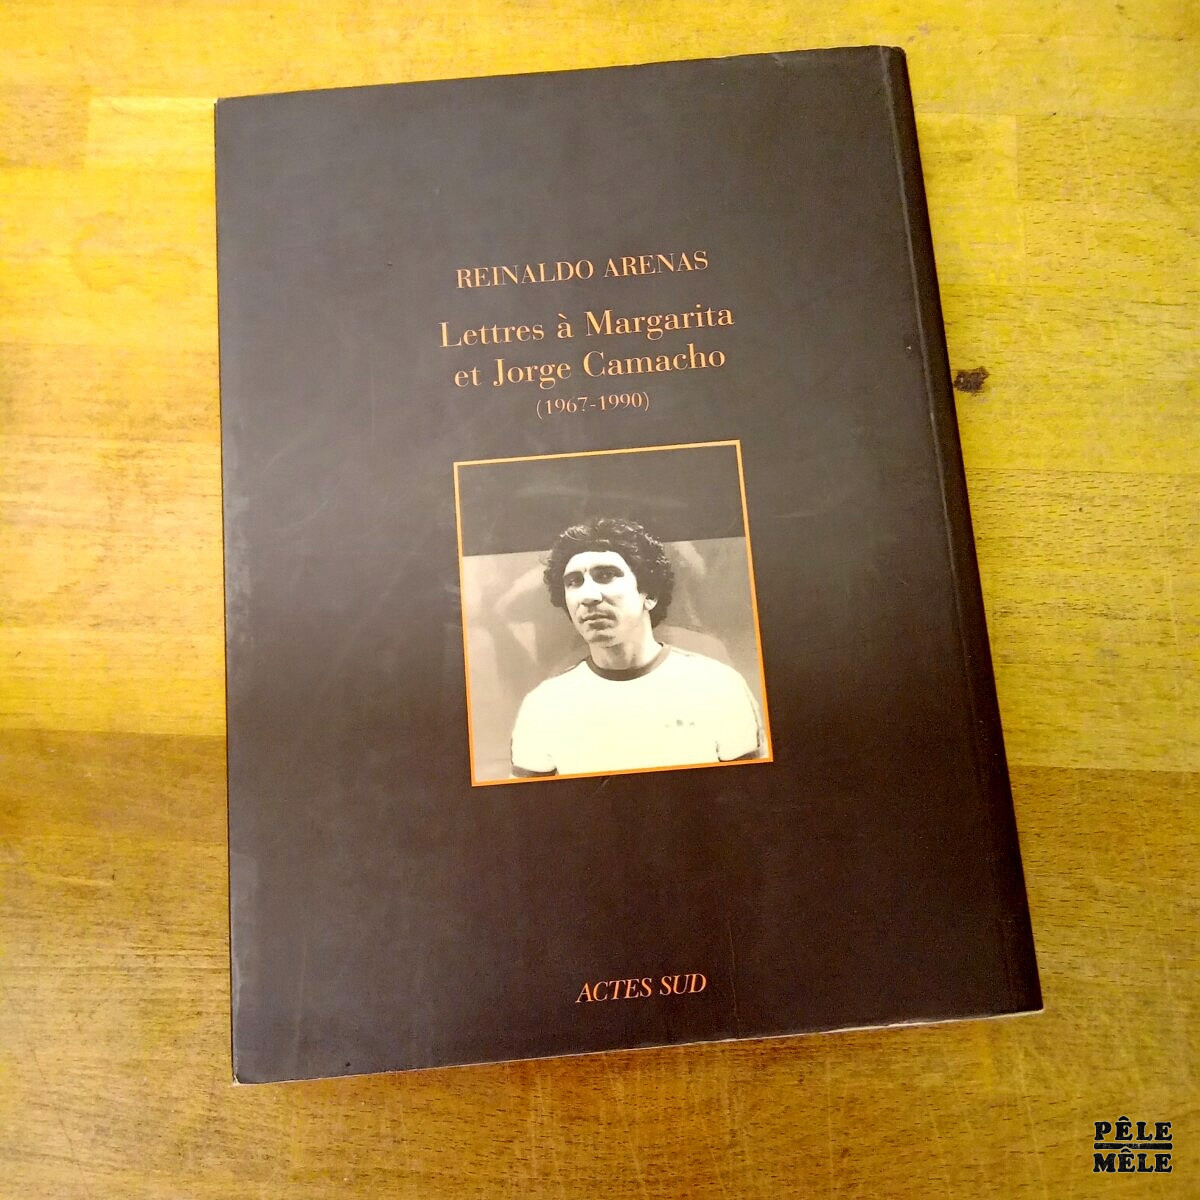 REINALDO ARENAS
Lettres à Margarita
et Jorge Camacho
(1967-1990)
ACTES SUD
PÊLE
MÊLE